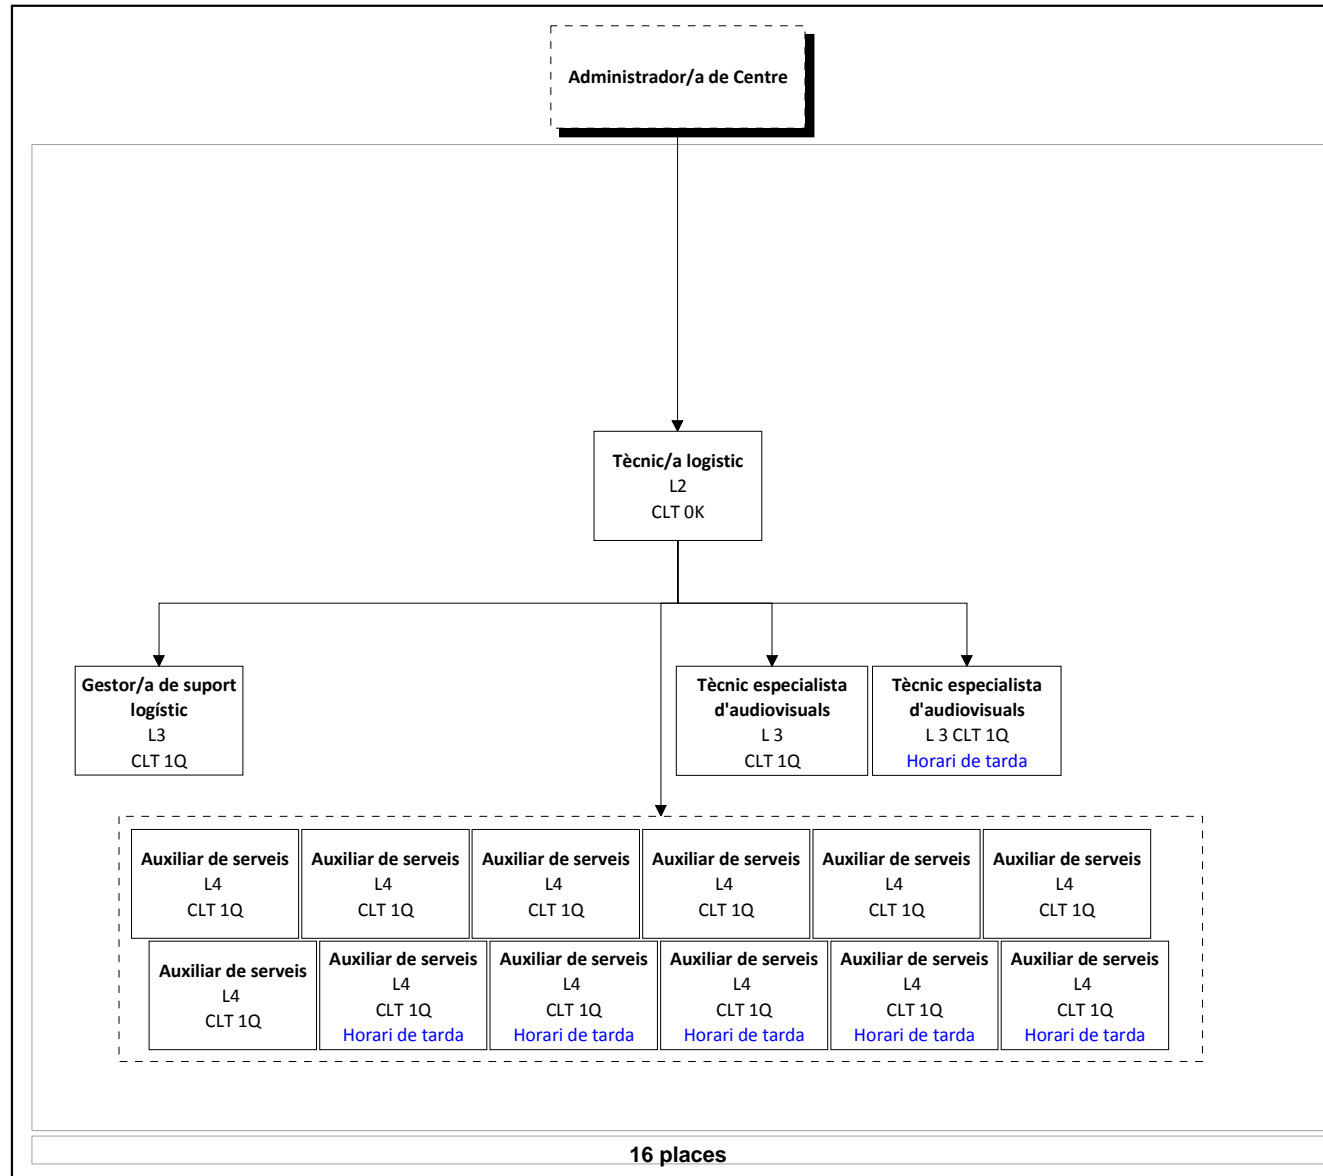 Administrador/a de Centre
Tècnic/a logistic
L2
CLT 0K
Gestor/a de suport
logístic
L3
CLT 1Q
Tècnic especialista
d'audiovisuals
L 3
CLT 1Q
Tècnic especialista
d'audiovisuals
L 3 CLT 1Q
Horari de tarda
Auxiliar de serveis
L4
CLT 1Q
Auxiliar de serveis
L4
CLT 1Q
Auxiliar de serveis
L4
CLT 1Q
Auxiliar de serveis
L4
CLT 1Q
Auxiliar de serveis
L4
CLT 1Q
Auxiliar de serveis
L4
CLT 1Q
Auxiliar de serveis
L4
CLT 1Q
Auxiliar de serveis
L4
CLT 1Q
Horari de tarda
Auxiliar de serveis
L4
CLT 1Q
Horari de tarda
Auxiliar de serveis
L4
CLT 1Q
Horari de tarda
Auxiliar de serveis
L4
CLT 1Q
Horari de tarda
Auxiliar de serveis
L4
CLT 1Q
Horari de tarda
16 places